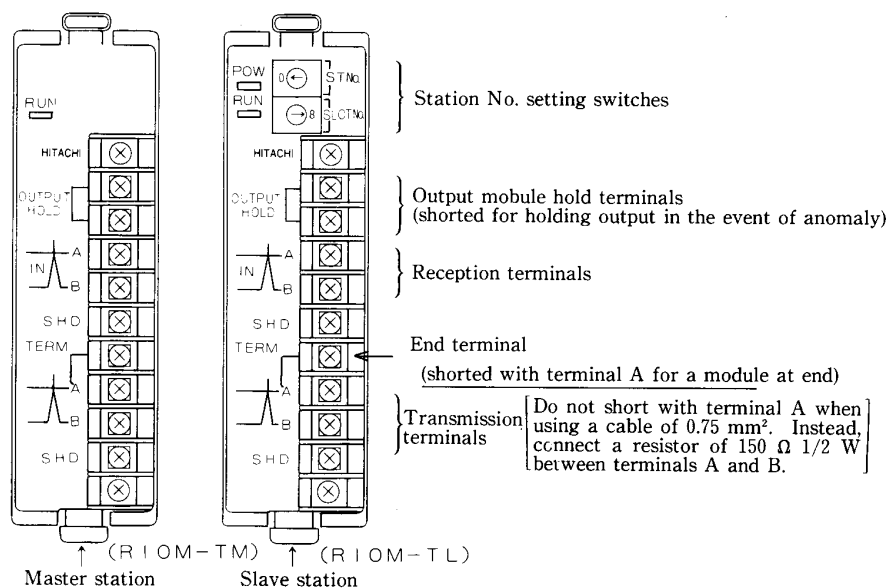 RUN
HITACHI
OUTPUT
HOLD
IN
A
B
SHD
TERM
A
B
SHD
(RIOM-TM)
Master station
POW
RUN
0
8
STNo.
SLOTNo.
HITACHI
OUTPUT
HOLD
IN
A
B
SHD
TERM
A
B
SHD
(RIOM-TL)
Slave station
Station No. setting switches
Output mobule hold terminals
(shorted for holding output in the event of anomaly)
Reception terminals
End terminal
(shorted with terminal A for a module at end)
Transmission
terminals
Do not short with terminal A when
using a cable of 0.75 mm². Instead,
connect a resistor of 150 Ω 1/2 W
between terminals A and B.